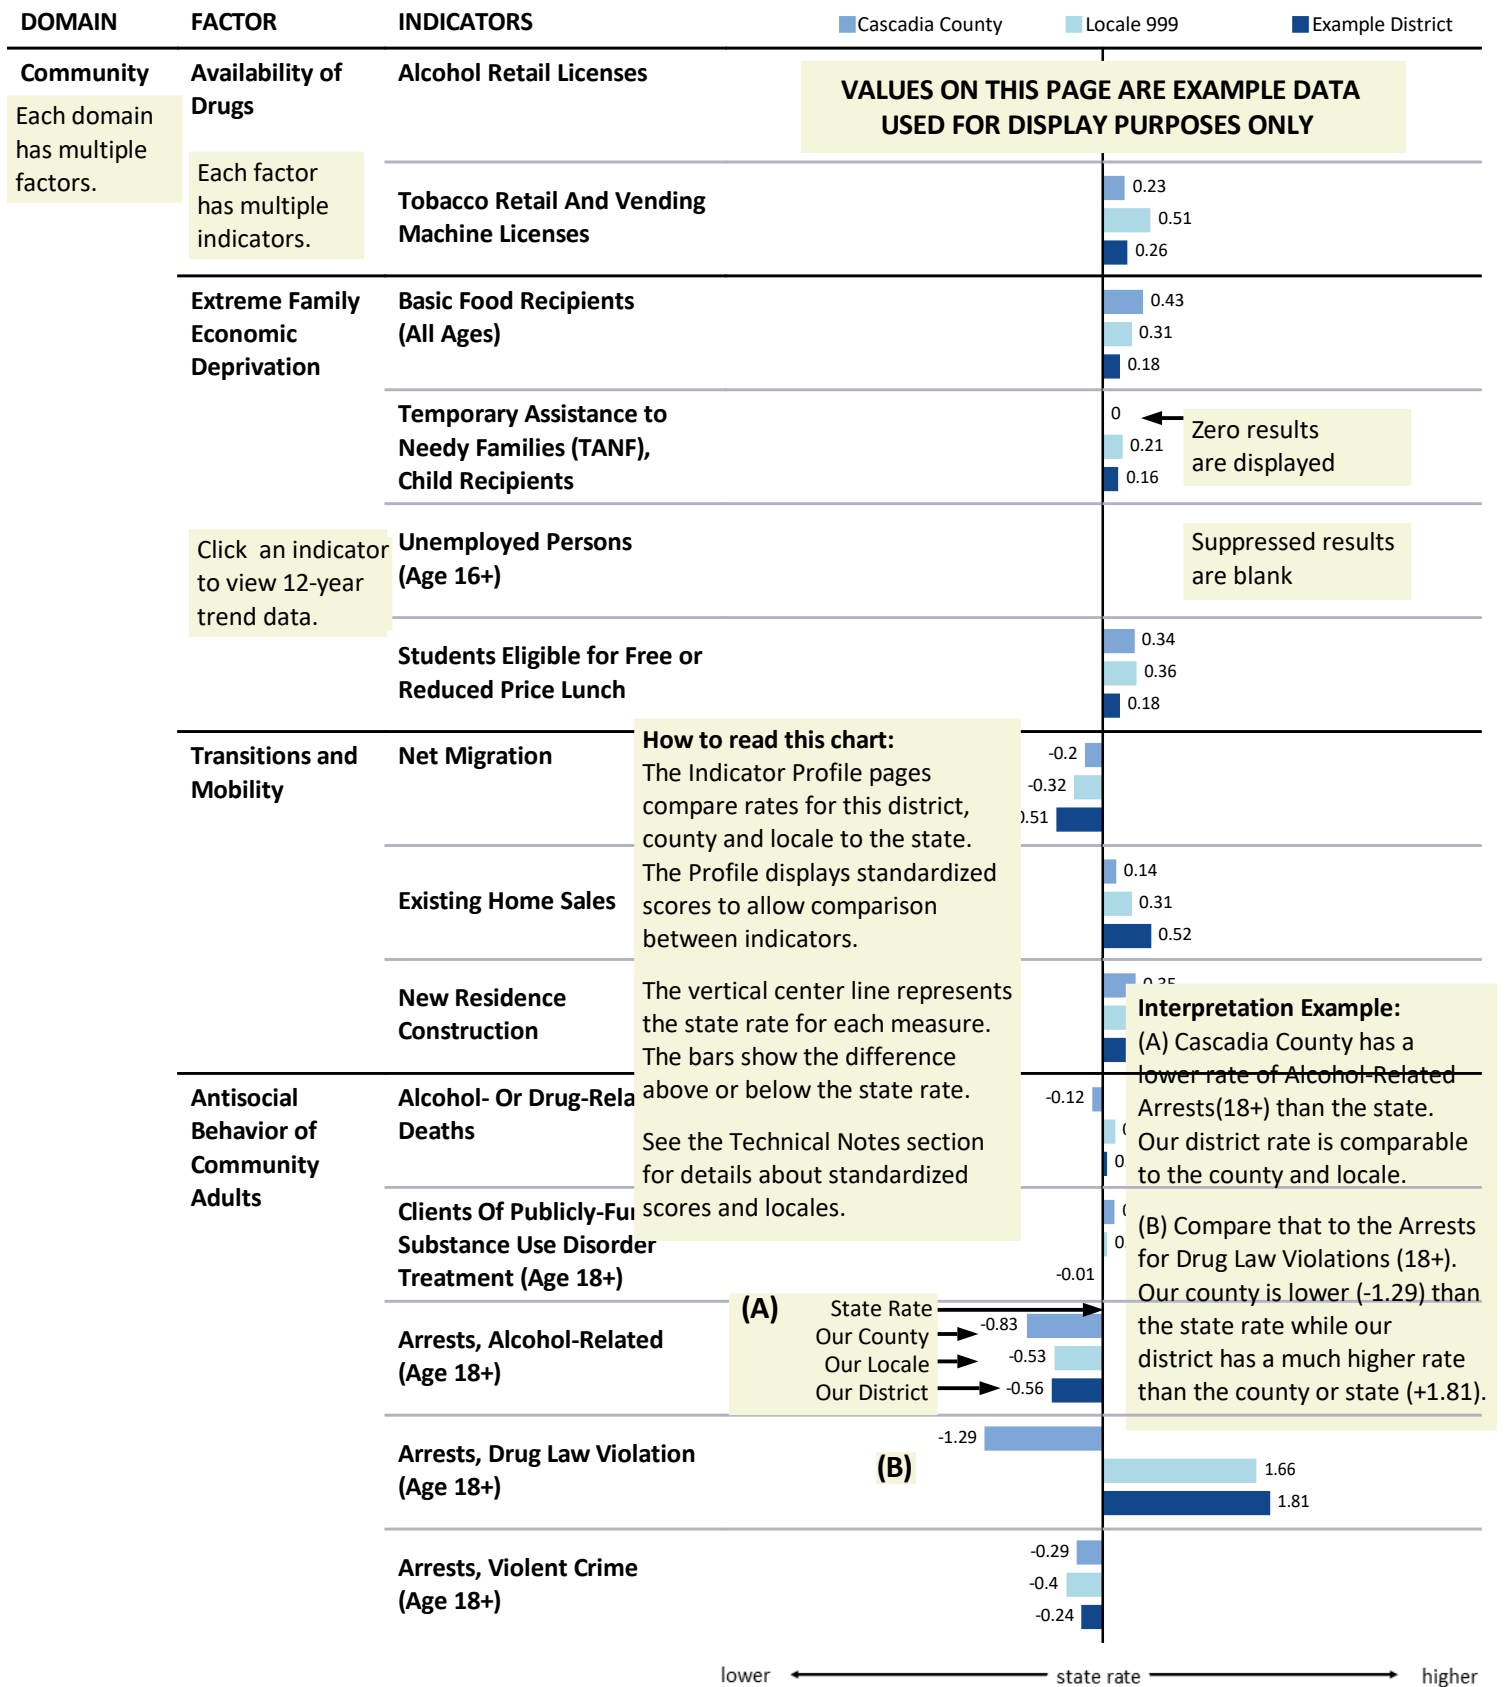 DOMAIN FACTOR INDICATORS Cascadia County Locale 999 Example District
Community
Each domain
has multiple
factors.
Availability of
Drugs
Each factor
has multiple
indicators.
Alcohol Retail Licenses
VALUES ON THIS PAGE ARE EXAMPLE DATA
USED FOR DISPLAY PURPOSES ONLY
Tobacco Retail And Vending
Machine Licenses
0.23
0.51
0.26
Extreme Family
Economic
Deprivation
Basic Food Recipients
(All Ages)
0.43
0.31
0.18
Temporary Assistance to
Needy Families (TANF),
Child Recipients
0
0.21
0.16
Zero results
are displayed
Click an indicator
to view 12-year
trend data.
Unemployed Persons
(Age 16+)
Suppressed results
are blank
Students Eligible for Free or
Reduced Price Lunch
0.34
0.36
0.18
Transitions and
Mobility
Net Migration
-0.2
-0.32
0.51
How to read this chart:
The Indicator Profile pages
compare rates for this district,
county and locale to the state.
The Profile displays standardized
scores to allow comparison
between indicators.
The vertical center line represents
the state rate for each measure.
The bars show the difference
above or below the state rate.
See the Technical Notes section
for details about standardized
scores and locales.
Existing Home Sales
0.14
0.31
0.52
New Residence
Construction
Interpretation Example:
(A) Cascadia County has a
lower rate of Alcohol-Related
Arrests(18+) than the state.
Our district rate is comparable
to the county and locale.
(B) Compare that to the Arrests
for Drug Law Violations (18+).
Our county is lower (-1.29) than
the state rate while our
district has a much higher rate
than the county or state (+1.81).
Antisocial
Behavior of
Community
Adults
Alcohol- Or Drug-Rela
Deaths
-0.12
Clients Of Publicly-Fu
Substance Use Disorder
Treatment (Age 18+)
-0.01
Arrests, Alcohol-Related
(Age 18+)
(A)
State Rate
Our County
Our Locale
Our District
-0.83
-0.53
-0.56
Arrests, Drug Law Violation
(Age 18+)
(B)
-1.29
1.66
1.81
Arrests, Violent Crime
(Age 18+)
-0.29
-0.4
-0.24
lower state rate higher